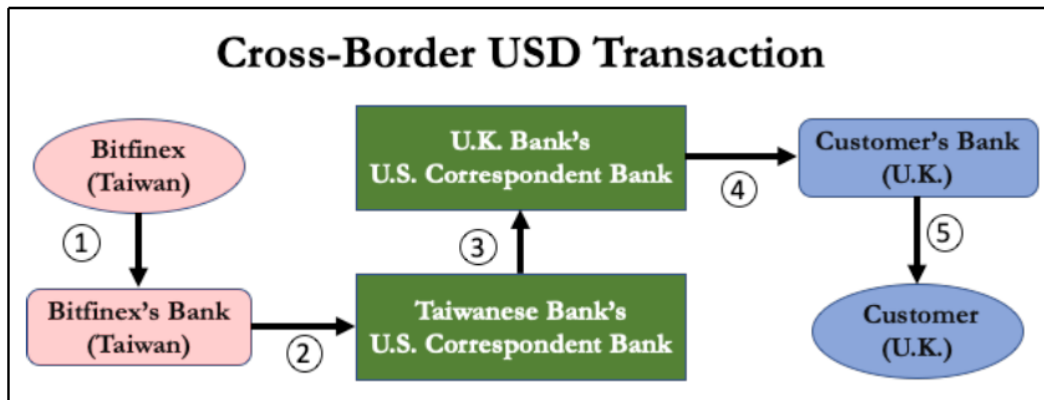 Cross-Border USD Transaction
Bitfinex
(Taiwan)
①
Bitfinex's Bank
(Taiwan)
②
Taiwanese Bank's
U.S. Correspondent Bank
③
U.K. Bank's
U.S. Correspondent Bank
④
Customer's Bank
(U.K.)
⑤
Customer
(U.K.)